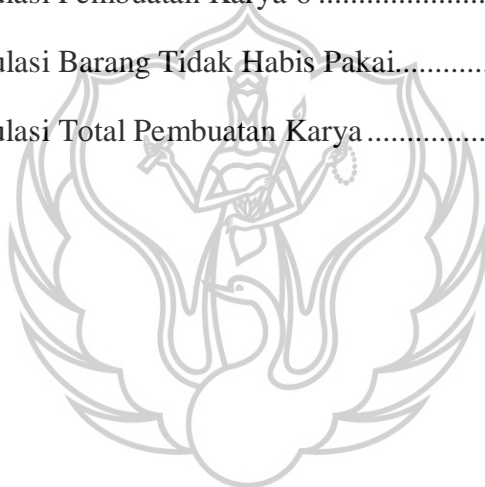 ulasi Pembuatan Karya 6 .....................
ulasi Barang Tidak Habis Pakai.............
ulasi Total Pembuatan Karya ................